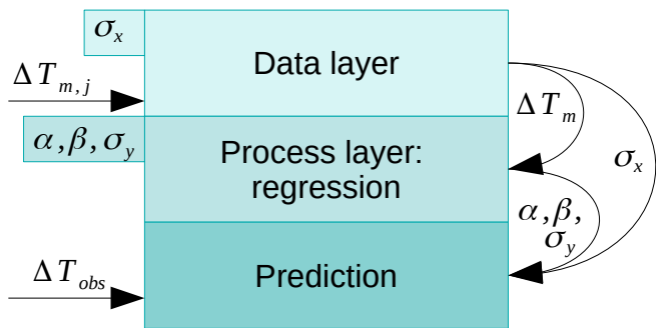 σx
Data layer
ΔTm,j
ΔTm
α,β,σy
Process layer:
regression
σx
α,β,
σy
ΔTobs
Prediction